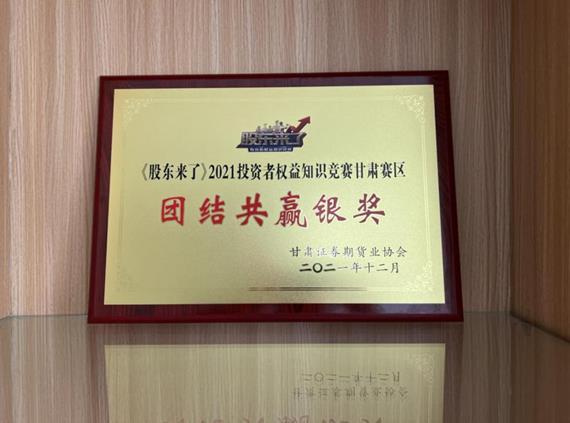 股东来了
《股东来了》2021投资者权益知识竞赛甘肃赛区
团结共赢银奖
甘肃证券期货业协会
二〇二一年十二月